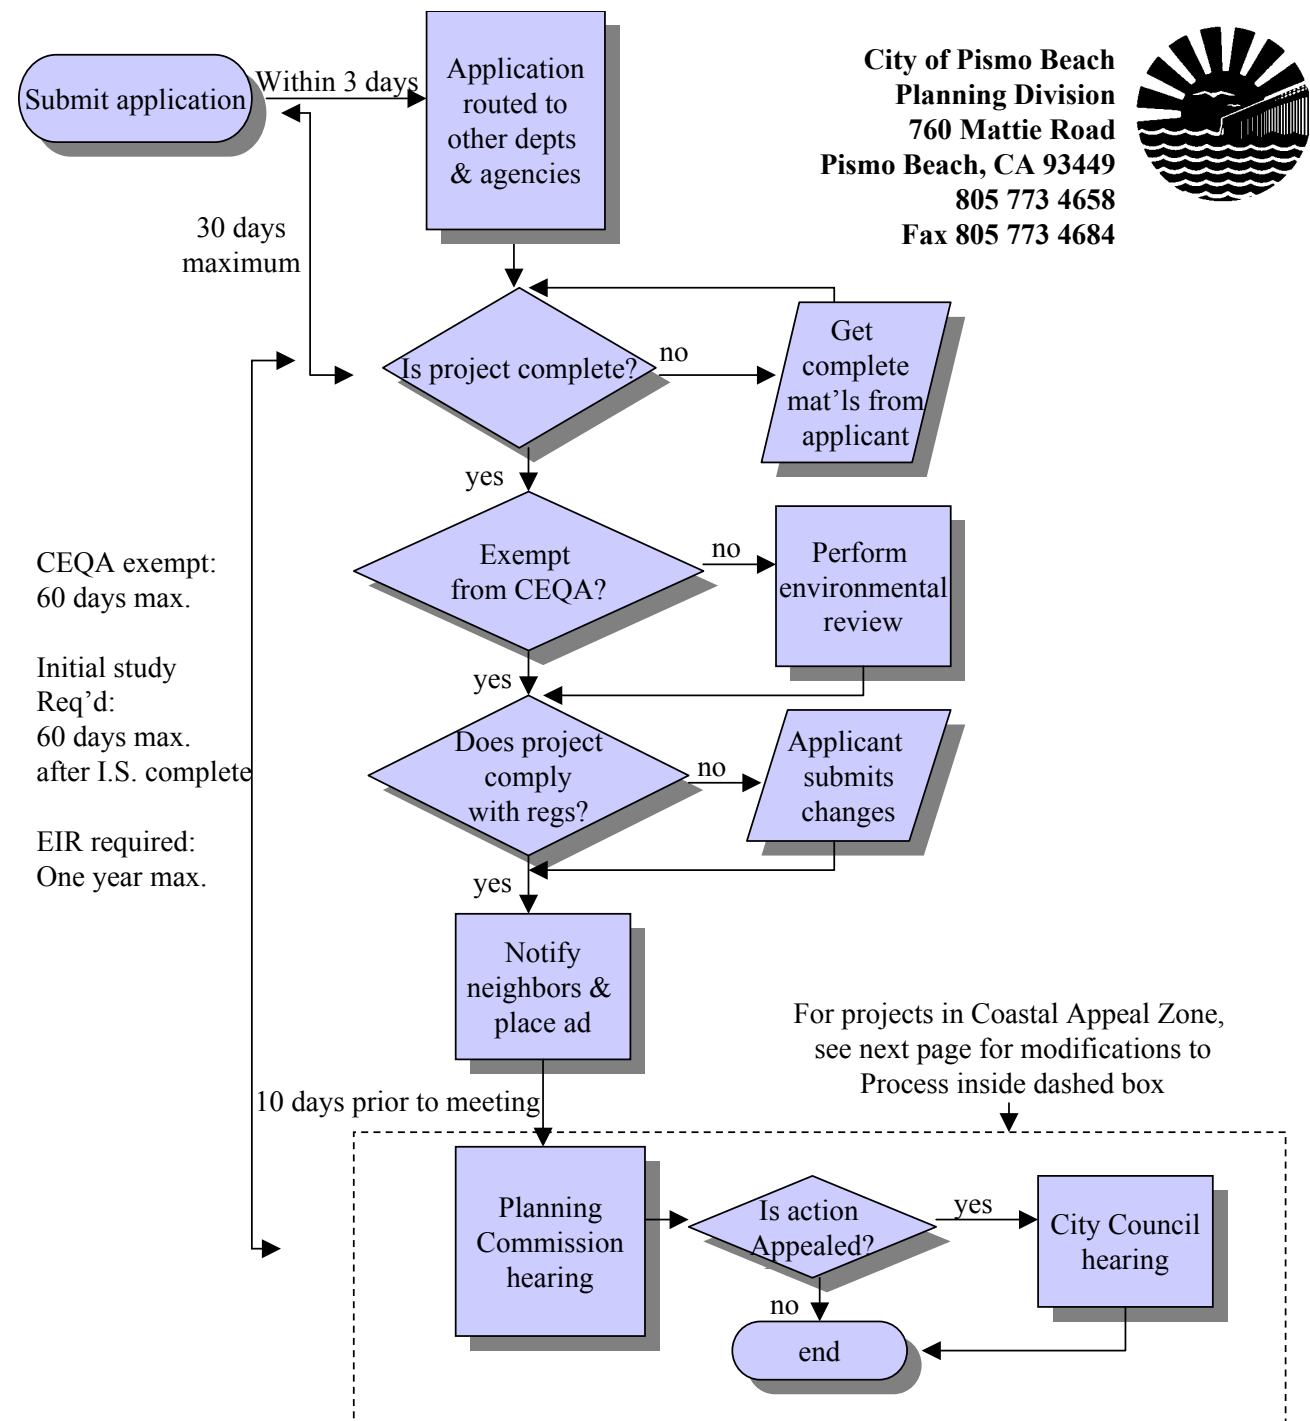 Submit application
Within 3 days
Application
routed to
other depts
& agencies
City of Pismo Beach
Planning Division
760 Mattie Road
Pismo Beach, CA 93449
805 773 4658
Fax 805 773 4684
30 days
maximum
Is project complete?
no
Get
complete
mat’ls from
applicant
yes
Exempt
from CEQA?
no
Perform
environmental
review
CEQA exempt:
60 days max.
Initial study
Req’d:
60 days max.
after I.S. complete
EIR required:
One year max.
yes
Does project
comply
with regs?
no
Applicant
submits
changes
yes
Notify
neighbors &
place ad
For projects in Coastal Appeal Zone,
see next page for modifications to
Process inside dashed box
10 days prior to meeting
Planning
Commission
hearing
Is action
Appealed?
yes
City Council
hearing
no
end